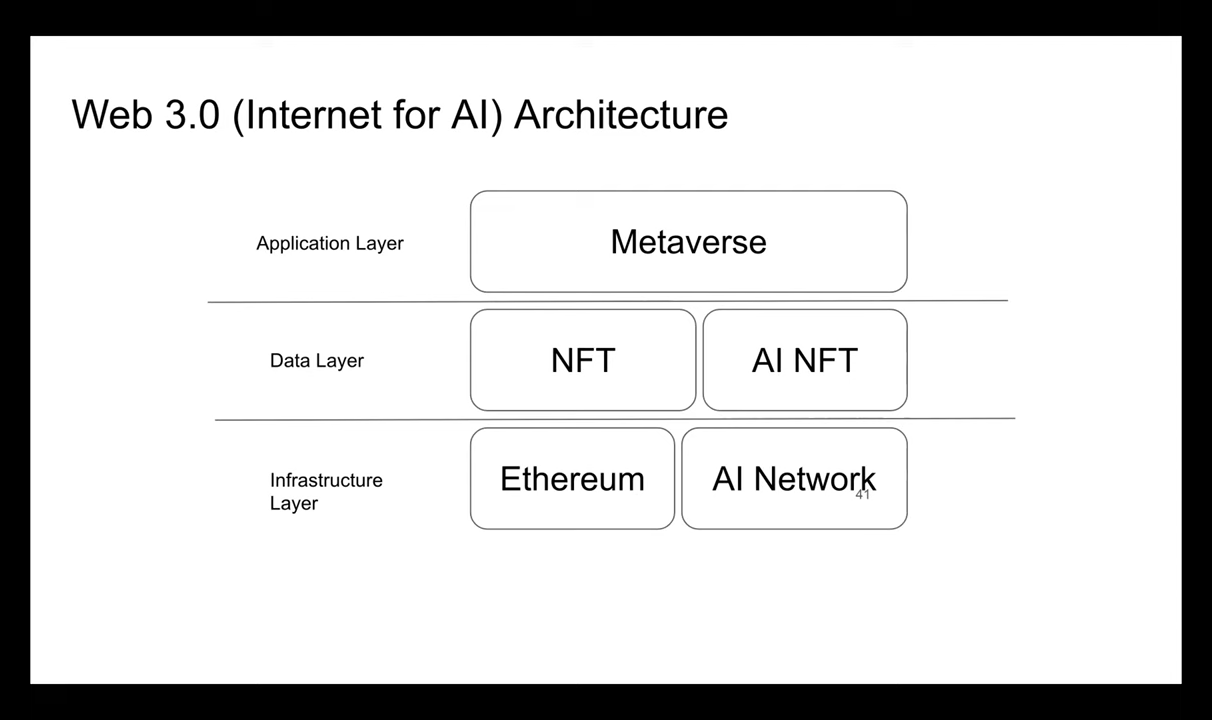 Web 3.0 (Internet for AI) Architecture
Application Layer
Metaverse
Data Layer
NFT
AI NFT
Infrastructure
Layer
Ethereum
AI Network
41